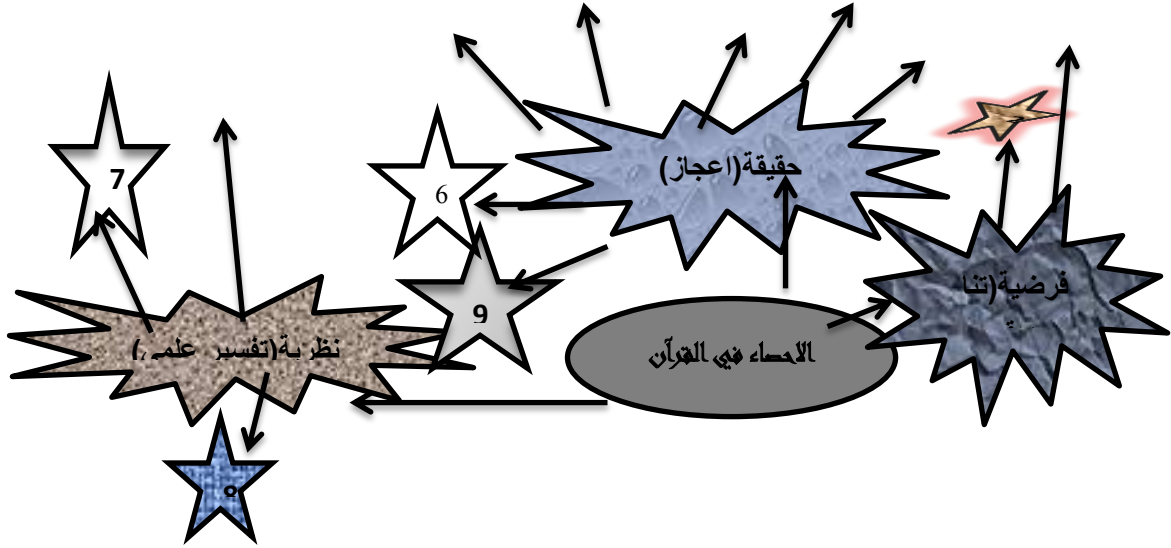 حقيقة(اعجاز)
7
6
فرضية(تنا
9
نظرية(تفسير علمي)
الاحصاء في القرآن